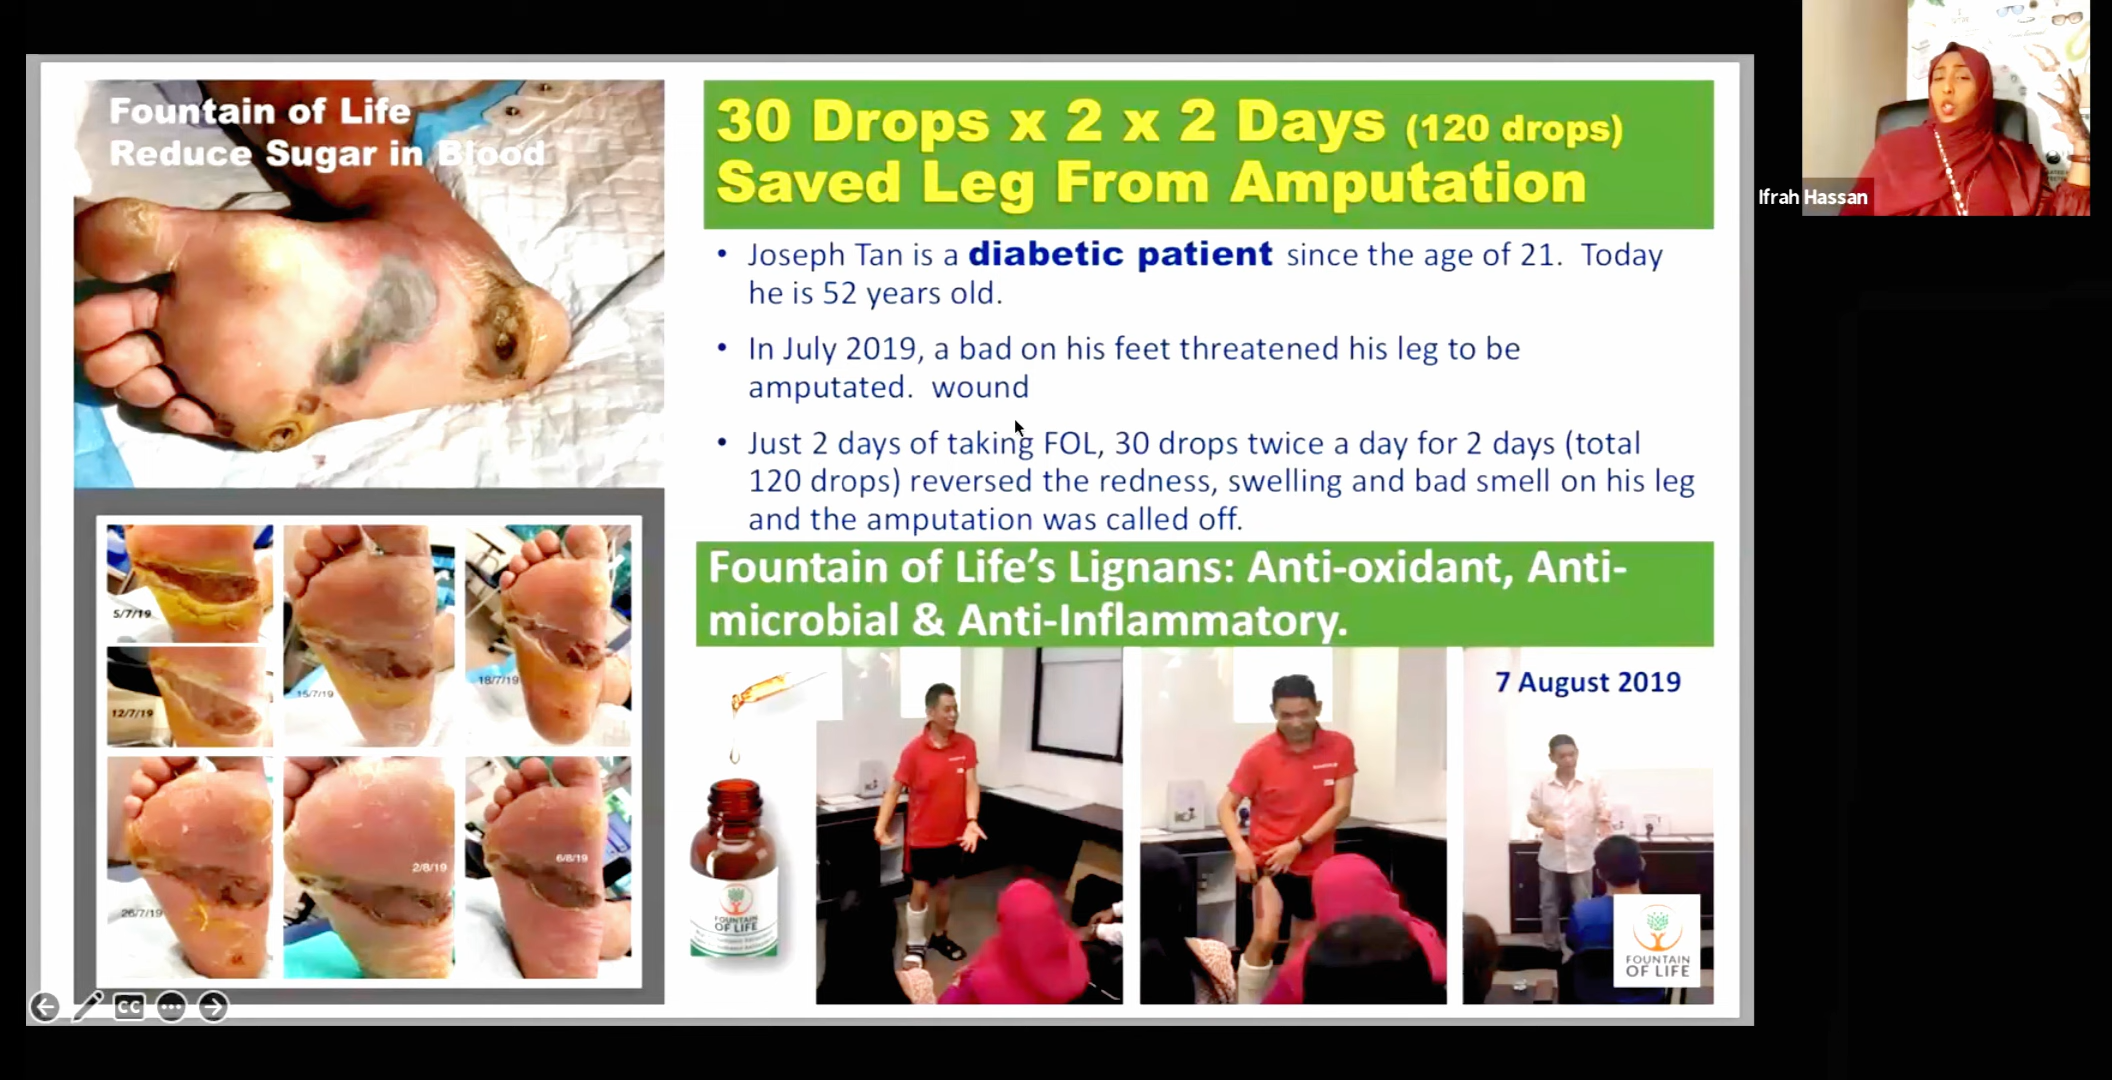 Fountain of Life
Reduce Sugar in Blood
30 Drops x 2 x 2 Days (120 drops)
Saved Leg From Amputation
• Joseph Tan is a diabetic patient since the age of 21. Today
he is 52 years old.
• In July 2019, a bad on his feet threatened his leg to be
amputated. wound
• Just 2 days of taking FOL, 30 drops twice a day for 2 days (total
120 drops) reversed the redness, swelling and bad smell on his leg
and the amputation was called off.
Fountain of Life's Lignans: Anti-oxidant, Anti-
microbial & Anti-Inflammatory.
5/7/19
12/7/19
15/7/19
18/7/19
26/7/19
2/8/19
6/8/19
FOUNTAIN
OF LIFE
7 August 2019
FOUNTAIN
OF LIFE
CC
Ifrah Hassan